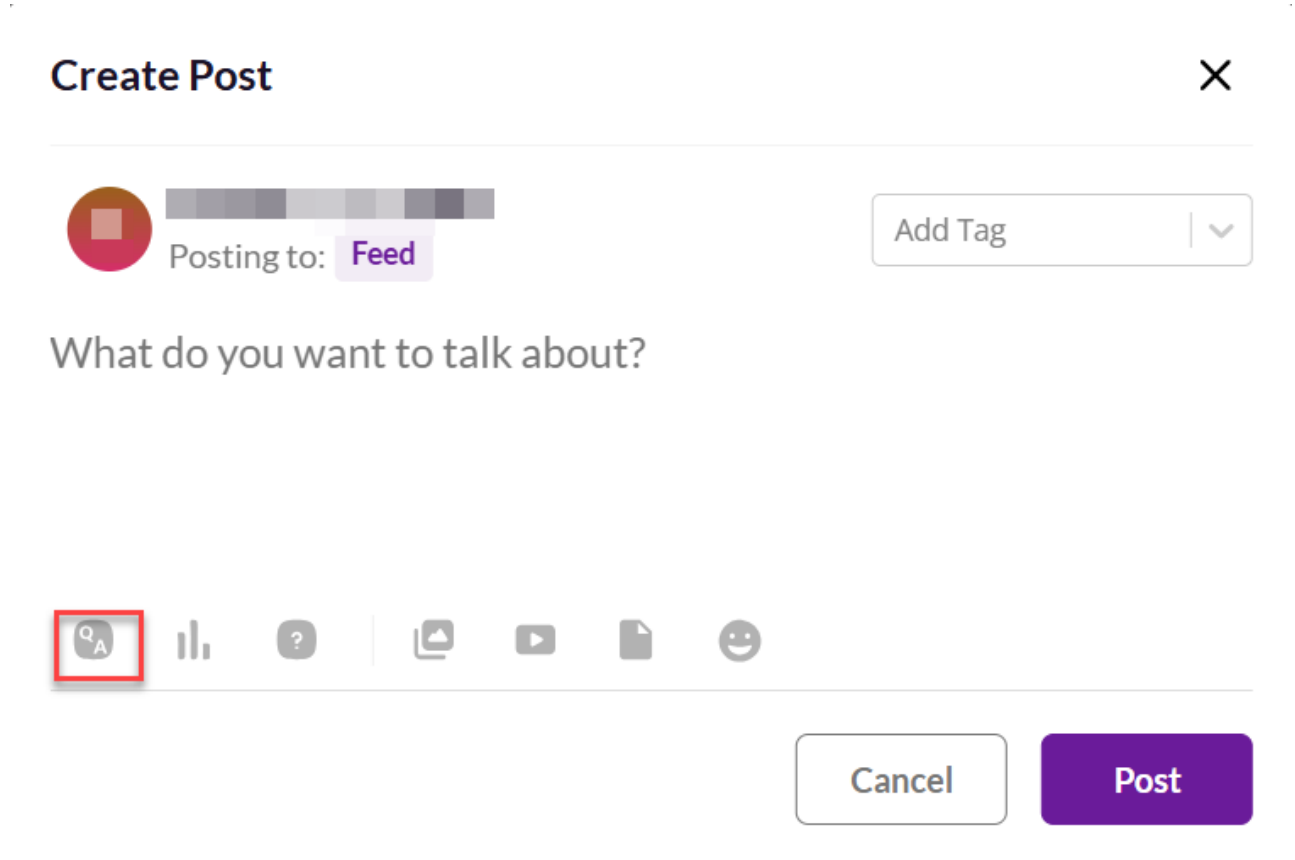 Create Post
Posting to: Feed
Add Tag
What do you want to talk about?
Q A
?
Cancel
Post